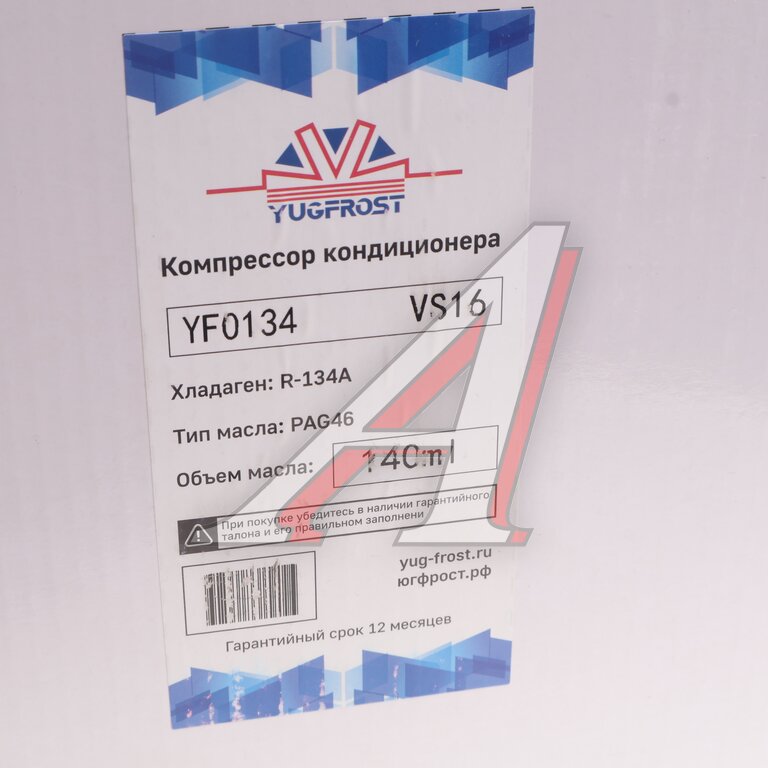 YUGFROST
Компрессор кондиционера
YF0134 VS16
Хладаген: R-134A
Тип масла: PAG46
Объем масла: 140ml
При покупке убедитесь в наличии гарантийного
талона и его правильном заполнени
yug-frost.ru
югфрост.рф
Гарантийный срок 12 месяцев